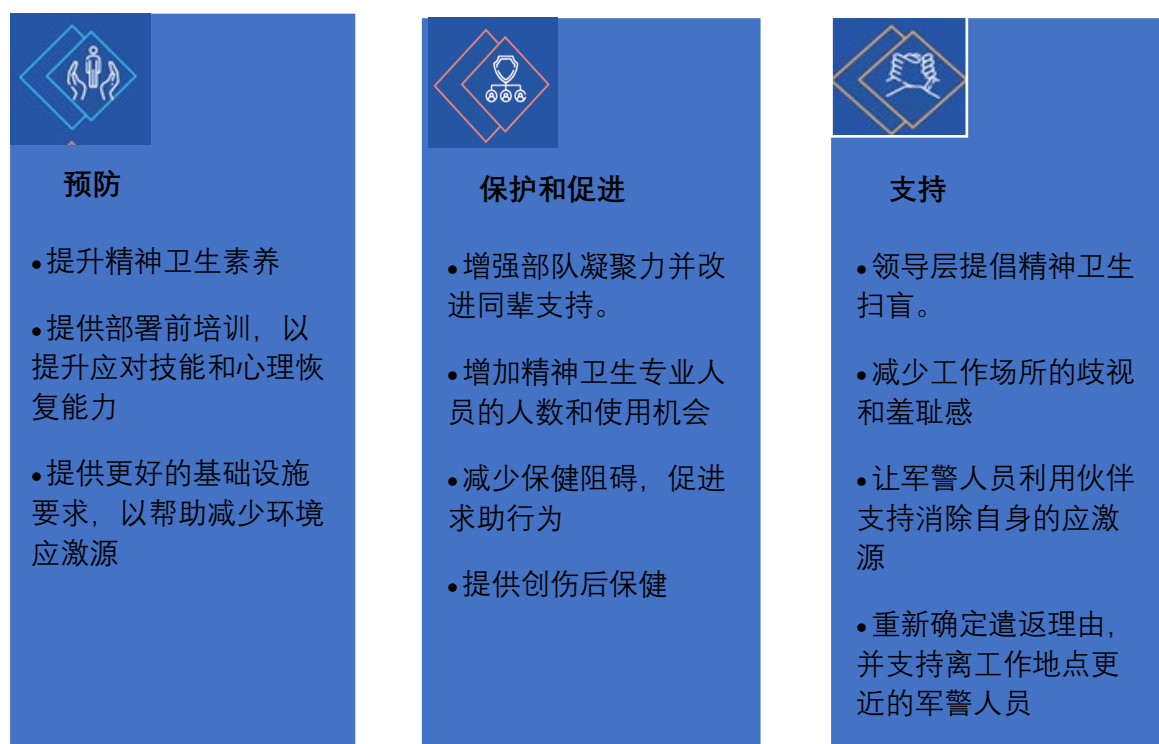 预防
•提升精神卫生素养
•提供部署前培训，以
提升应对技能和心理恢
复能力
•提供更好的基础设施
要求，以帮助减少环境
应激源
保护和促进
•增强部队凝聚力并改
进同辈支持。
•增加精神卫生专业人
员的人数和使用机会
•减少保健阻碍，促进
求助行为
•提供创伤后保健
支持
•领导层提倡精神卫生
扫盲。
•减少工作场所的歧视
和羞耻感
•让军警人员利用伙伴
支持消除自身的应激
源
•重新确定遣返理由，
并支持离工作地点更
近的军警人员